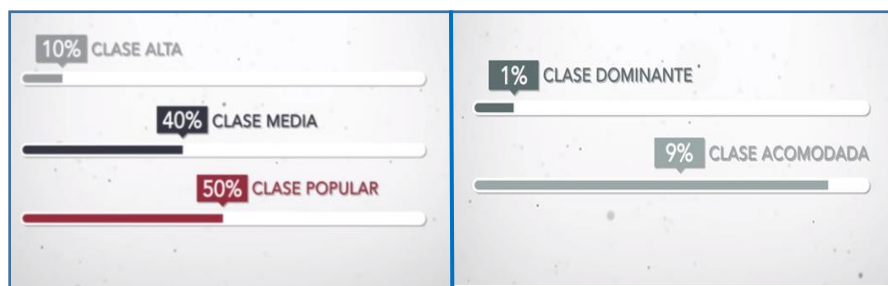 10% CLASE ALTA
40% CLASE MEDIA
50% CLASE POPULAR
1% CLASE DOMINANTE
9% CLASE ACOMODADA